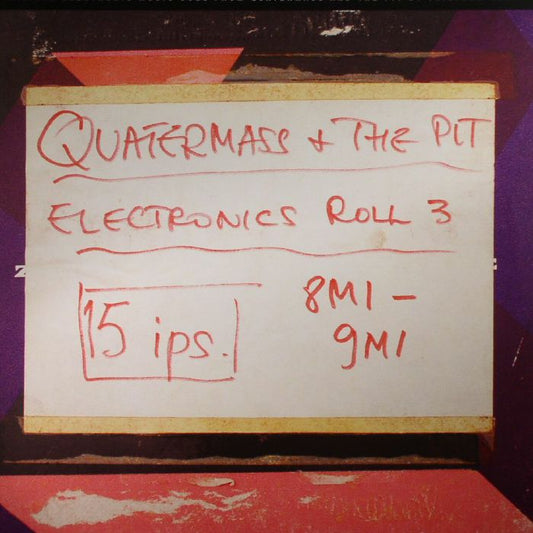 QUATERMASS + THE PIT
ELECTRONICS ROLL 3
15 ips.
8M1 –
9M1